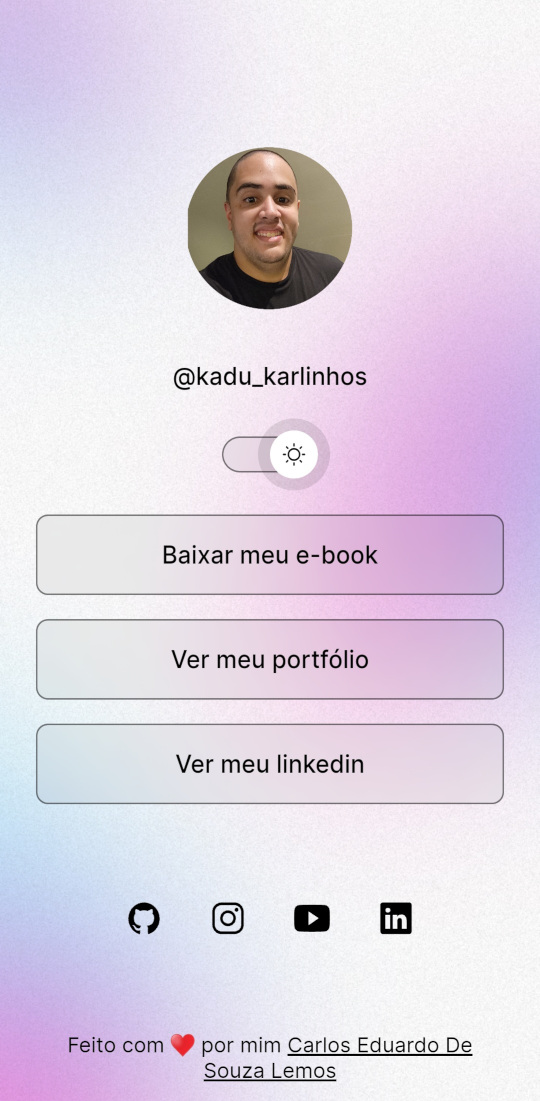 @kadu_karlinhos
Baixar meu e-book
Ver meu portfólio
Ver meu linkedin
in
Feito com ❤️ por mim Carlos Eduardo De
Souza Lemos